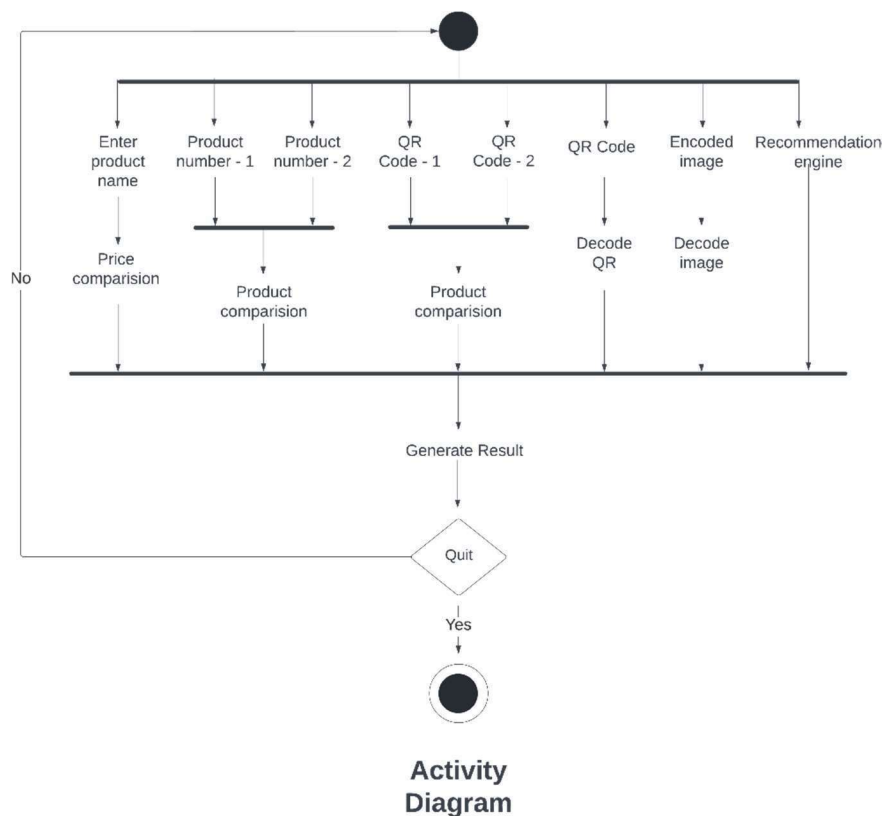 Enter
product
name
Product
number - 1
Product
number - 2
QR
Code - 1
QR
Code - 2
QR Code
Encoded
image
Recommendation
engine
Price
comparision
Product
comparision
Product
comparision
Decode
QR
Decode
image
No
Generate Result
Quit
Yes
Activity
Diagram